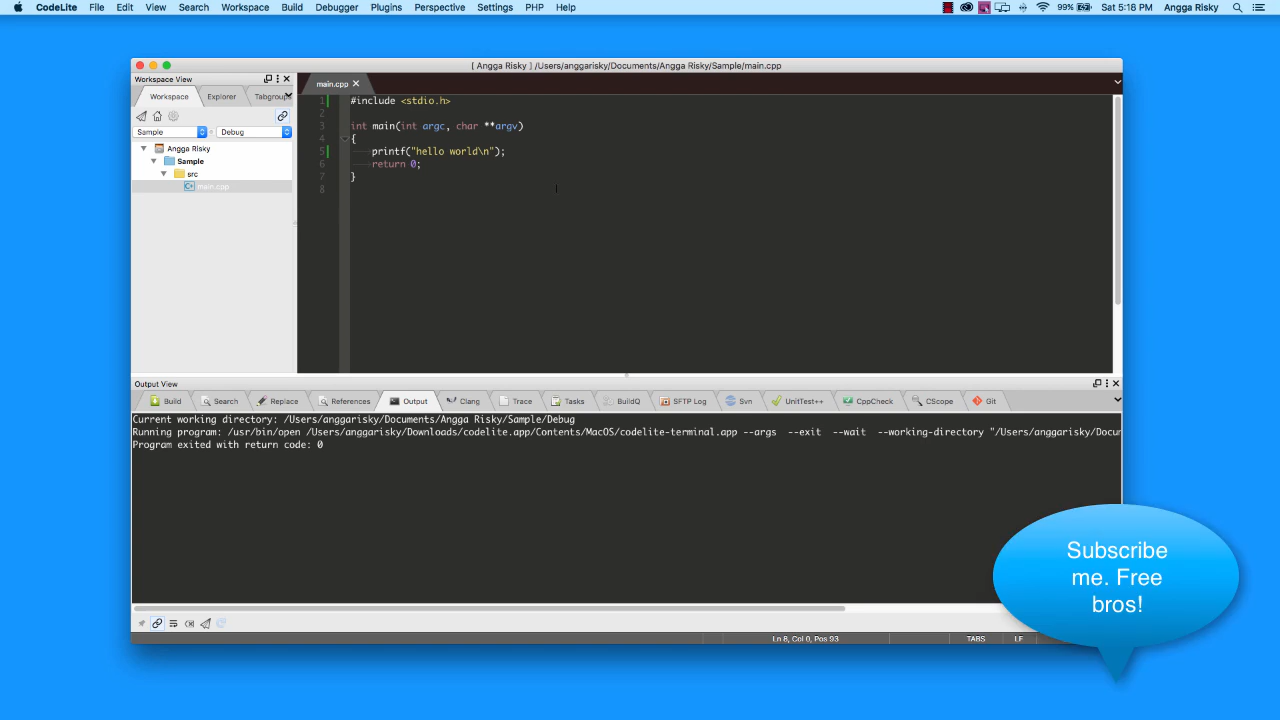 CodeLite File Edit View Search Workspace Build Debugger Plugins Perspective Settings PHP Help 99% Sat 5:18 PM Angga Risky
[ Angga Risky ] /Users/anggarisky/Documents/Angga Risky/Sample/main.cpp
Workspace View
Workspace Explorer Tabgroups
Sample Debug
Angga Risky
Sample
src
main.cpp
main.cpp
1 #include <stdio.h>
2
3 int main(int argc, char **argv)
4 {
5 printf("hello world\n");
6 return 0;
7 }
8
Output View
Build Search Replace References Output Clang Trace Tasks BuildQ SFTP Log Svn UnitTest++ CppCheck CScope Git
Current working directory: /Users/anggarisky/Documents/Angga Risky/Sample/Debug
Running program: /usr/bin/open /Users/anggarisky/Downloads/codelite.app/Contents/MacOS/codelite-terminal.app --args --exit --wait --working-directory "/Users/anggarisky/Docum
Program exited with return code: 0
Subscribe
me. Free
bros!
Ln 8, Col 0, Pos 93 TABS LF